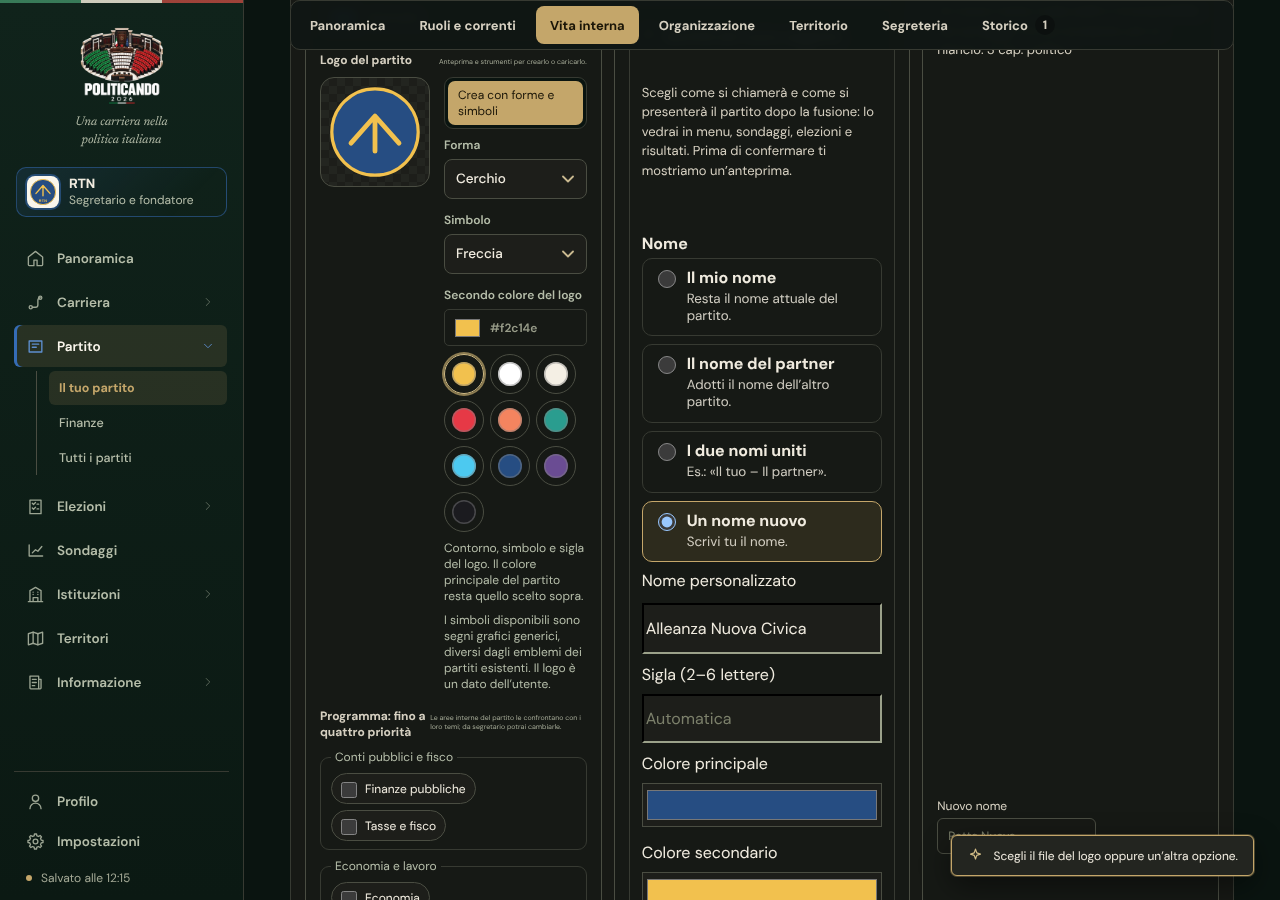 Panoramica
Ruoli e correnti
Vita interna
Organizzazione
Territorio
Segreteria
Storico 1
POLITICANDO
2026
Una carriera nella
politica italiana
RTN
Segretario e fondatore
Panoramica
Carriera
Partito
Il tuo partito
Finanze
Tutti i partiti
Elezioni
Sondaggi
Istituzioni
Territori
Informazione
Profilo
Impostazioni
Salvato alle 12:15
Logo del partito
Anteprima e strumenti per crearlo o caricarlo.
Crea con forme e
simboli
Forma
Cerchio
Simbolo
Freccia
Secondo colore del logo
#f2c14e
Contorno, simbolo e sigla
del logo. Il colore
principale del partito
resta quello scelto sopra.
I simboli disponibili sono
segni grafici generici,
diversi dagli emblemi dei
partiti esistenti. Il logo è
un dato dell’utente.
Programma: fino a
quattro priorità
Le aree interne del partito le confrontano con i
loro temi; da segretario potrai cambiarle.
Conti pubblici e fisco
Finanze pubbliche
Tasse e fisco
Economia e lavoro
Economia
Scegli come si chiamerà e come si
presenterà il partito dopo la fusione: lo
vedrai in menu, sondaggi, elezioni e
risultati. Prima di confermare ti
mostriamo un’anteprima.
Nome
Il mio nome
Resta il nome attuale del
partito.
Il nome del partner
Adotti il nome dell’altro
partito.
I due nomi uniti
Es.: «Il tuo – Il partner».
Un nome nuovo
Scrivi tu il nome.
Nome personalizzato
Alleanza Nuova Civica
Sigla (2–6 lettere)
Automatica
Colore principale
Colore secondario
rilancio. 3 cap. politico
Nuovo nome
Scegli il file del logo oppure un’altra opzione.